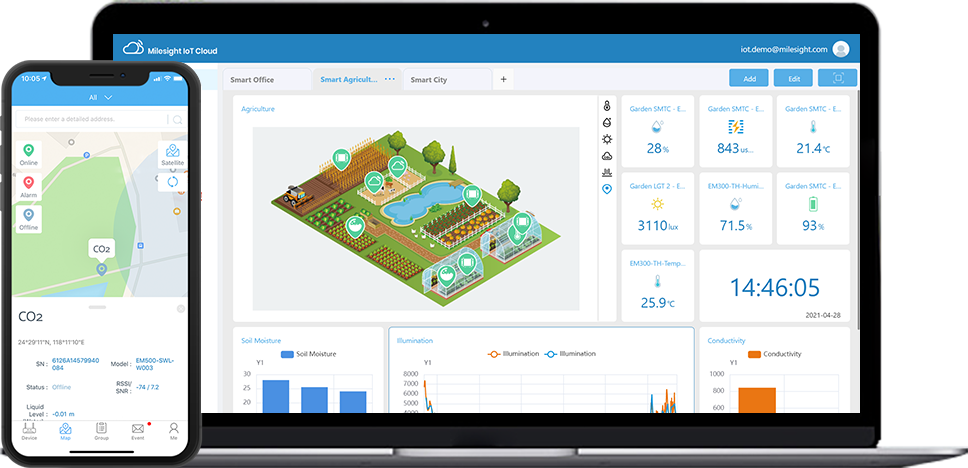 Milesight IoT Cloud
iot.demo@milesight.com
Smart Office
Smart Agricult... ···
Smart City
+
Add
Edit
Agriculture
Garden SMTC - E...
28 %
Garden SMTC - E...
843 us...
Garden SMTC - E...
21.4 ℃
Garden LGT 2 - E...
3110 lux
EM300-TH-Humi...
71.5 %
Garden SMTC - E...
93 %
EM300-TH-Temp...
25.9 ℃
14:46:05
2021-04-28
Soil Moisture
Soil Moisture
Y1
30
25
20
Illumination
Illumination
Illumination
Y1
8000
6000
5000
4000
Conductivity
Conductivity
Y1
1000
800
600
10:05
All
Please enter a detailed address.
Online
Alarm
Offline
Satellite
P
CO2
CO2
24°29'11"N, 118°11'10"E
SN : 6126A14579940084
Model : EM500-SWL-W003
Status : Offline
RSSI/SNR : -74 / 7.2
Liquid Level : -0.01 m
Device
Map
Group
Event
Me